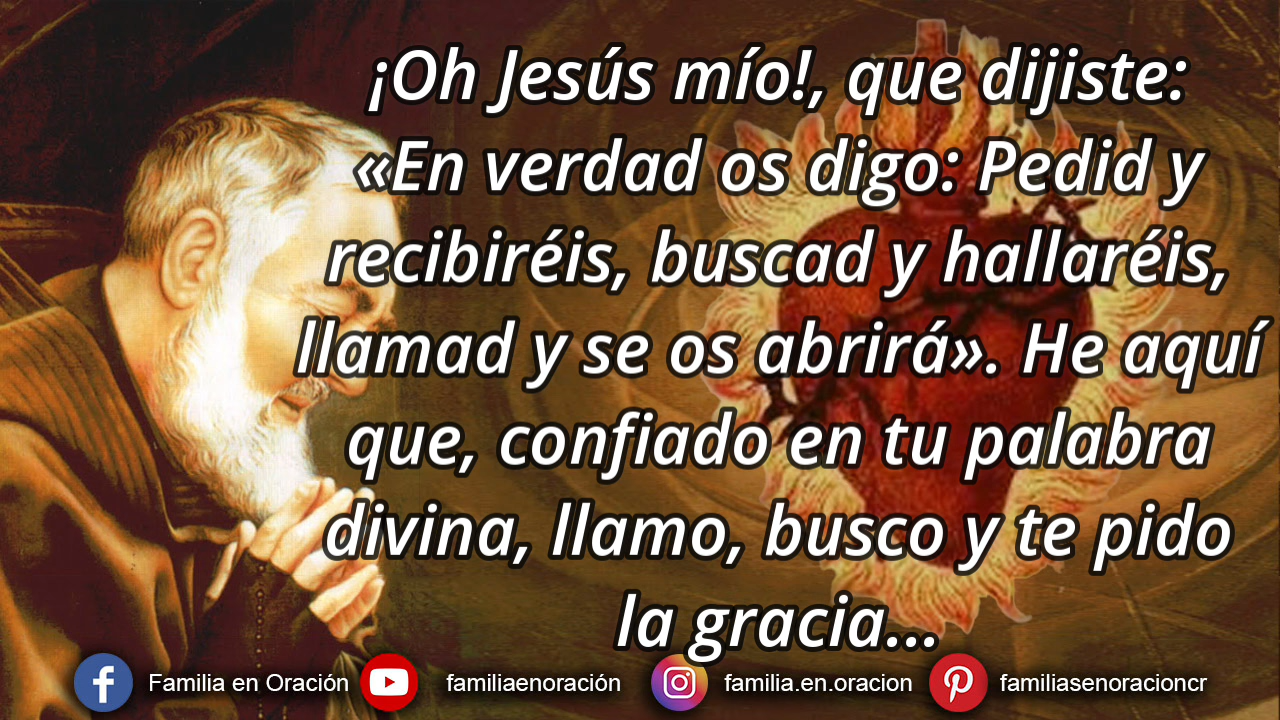 ¡Oh Jesús mío!, que dijiste:
«En verdad os digo: Pedid y
recibiréis, buscad y hallaréis,
llamad y se os abrirá». He aquí
que, confiado en tu palabra
divina, llamo, busco y te pido
la gracia...
Familia en Oración
familiaenoración
familia.en.oracion
familiasenoracioncr